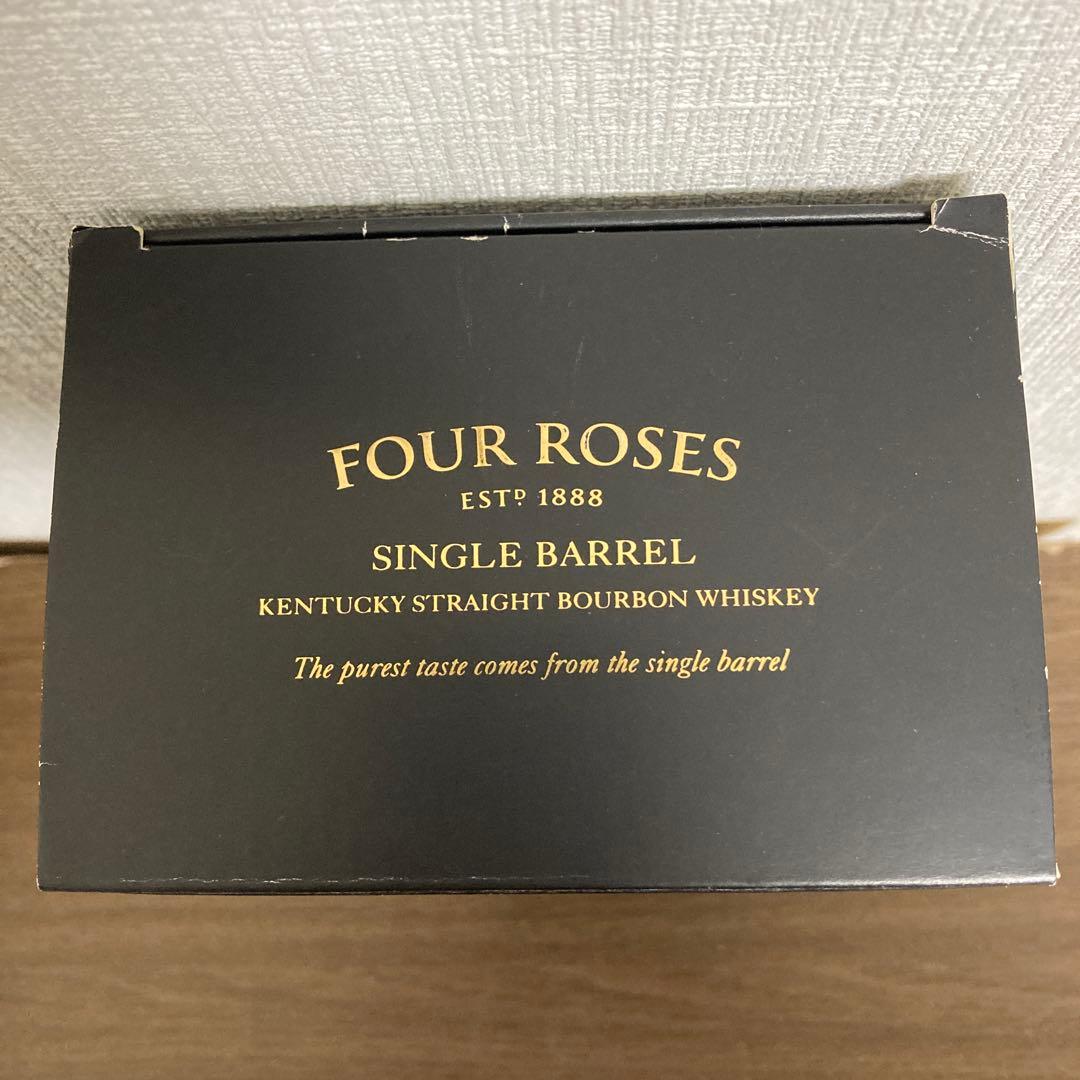 FOUR ROSES
ESTD. 1888
SINGLE BARREL
KENTUCKY STRAIGHT BOURBON WHISKEY
The purest taste comes from the single barrel